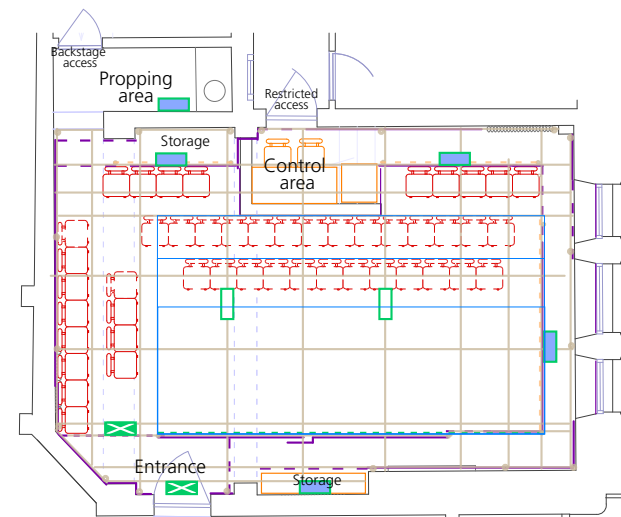 Backstage
access
Propping
area
Restricted
access
Storage
Control
area
Entrance
Storage